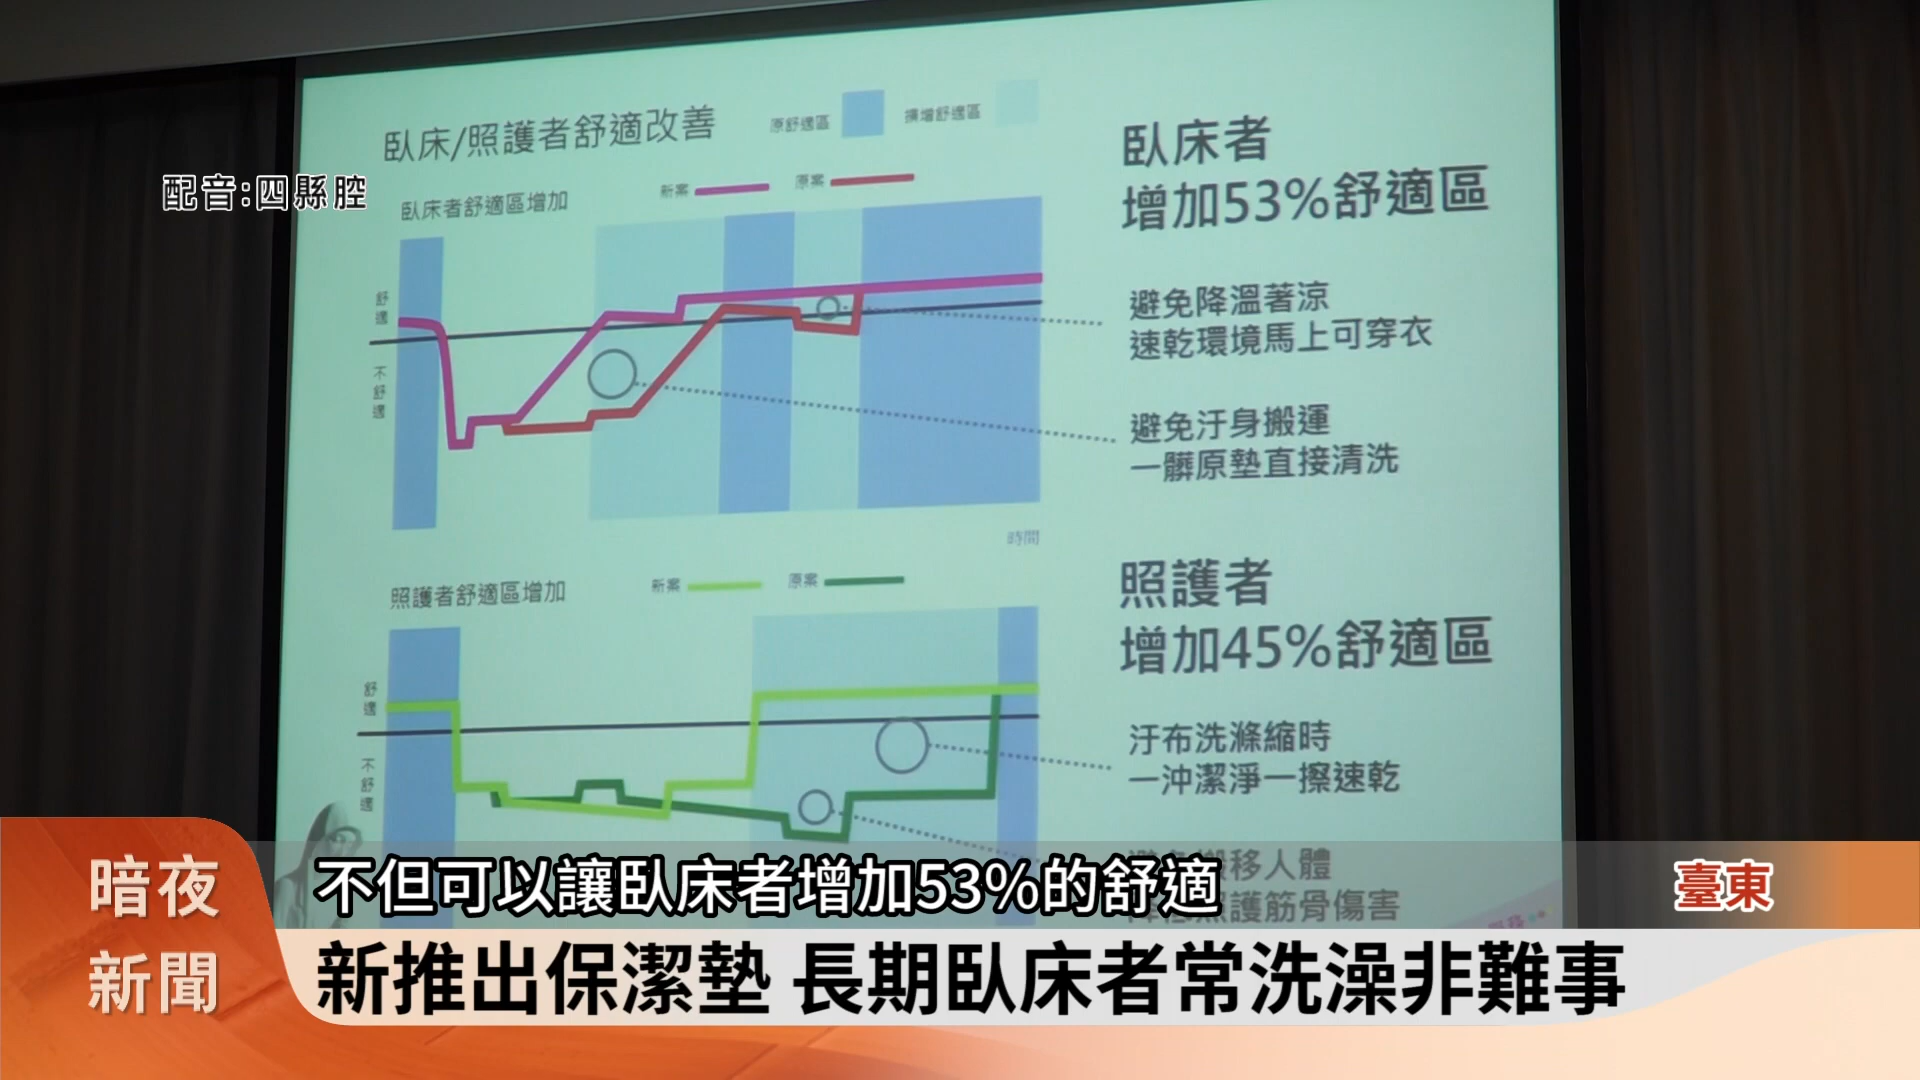 臥床/照護者舒適改善
原舒適區
擴增舒適區
配音:四縣腔
臥床者舒適區增加
新案
原案
舒適
不舒適
時間
臥床者
增加53%舒適區
避免降溫著涼
速乾環境馬上可穿衣
避免汙身搬運
一髒原墊直接清洗
照護者舒適區增加
新案
原案
舒適
不舒適
照護者
增加45%舒適區
汙布洗滌縮時
一沖潔淨一擦速乾
搬移人體
照護筋骨傷害
不但可以讓臥床者增加53%的舒適
臺東
暗夜
新聞
新推出保潔墊 長期臥床者常洗澡非難事